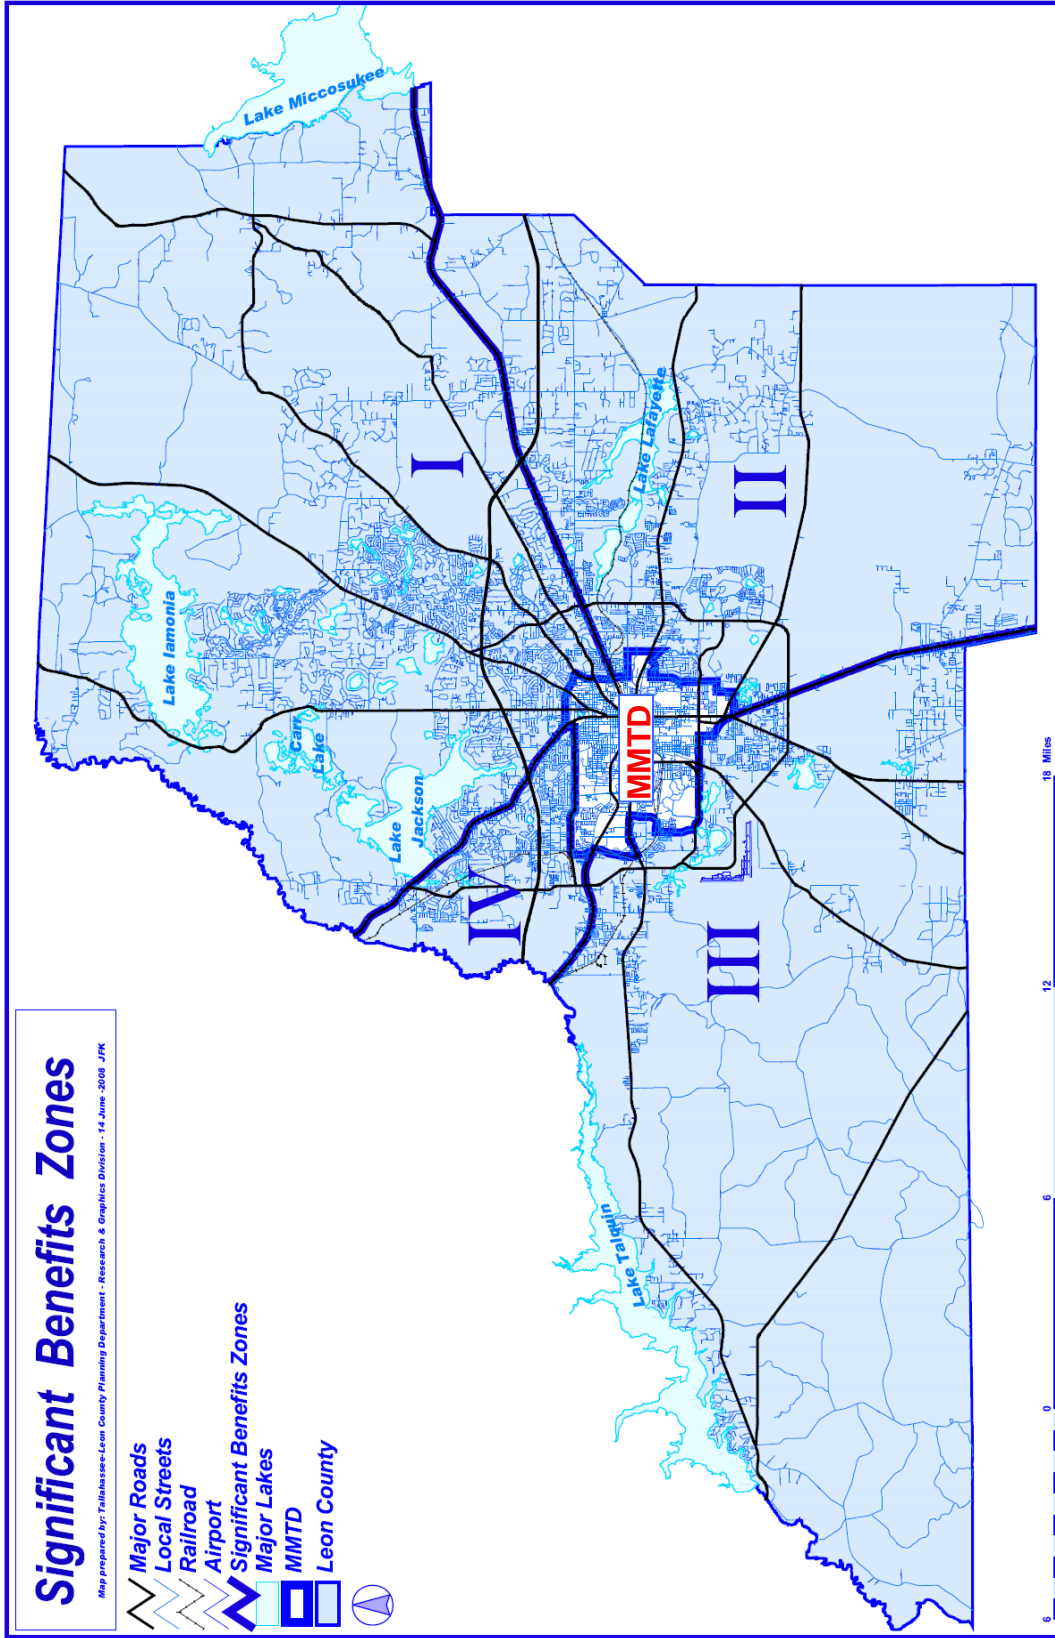 Significant Benefits Zones
Map prepared by: Tallahassee-Leon County Planning Department - Research & Graphics Division - 14 June -2008 JFK
Major Roads
Local Streets
Railroad
Airport
Significant Benefits Zones
Major Lakes
MMTD
Leon County
Lake Miccosukee
Lake Iamonia
Carr
Lake
Lake
Jackson
Lake Lafayette
Lake Talquin
I
II
III
IV
MMTD
6
0
6
12
18 Miles